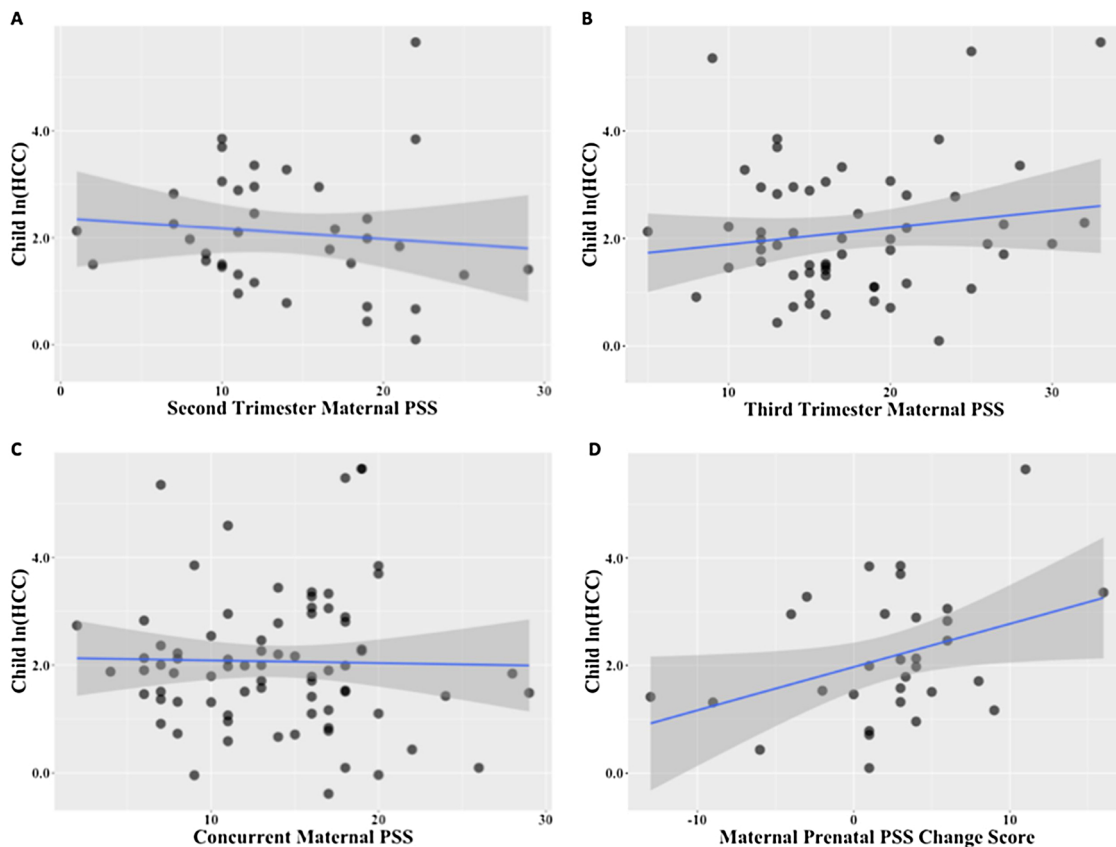 A
Child ln(HCC)
4.0
2.0
0.0
0 10 20 30
Second Trimester Maternal PSS
B
Child ln(HCC)
4.0
2.0
0.0
10 20 30
Third Trimester Maternal PSS
C
Child ln(HCC)
4.0
2.0
0.0
10 20 30
Concurrent Maternal PSS
D
Child ln(HCC)
4.0
2.0
0.0
-10 0 10
Maternal Prenatal PSS Change Score